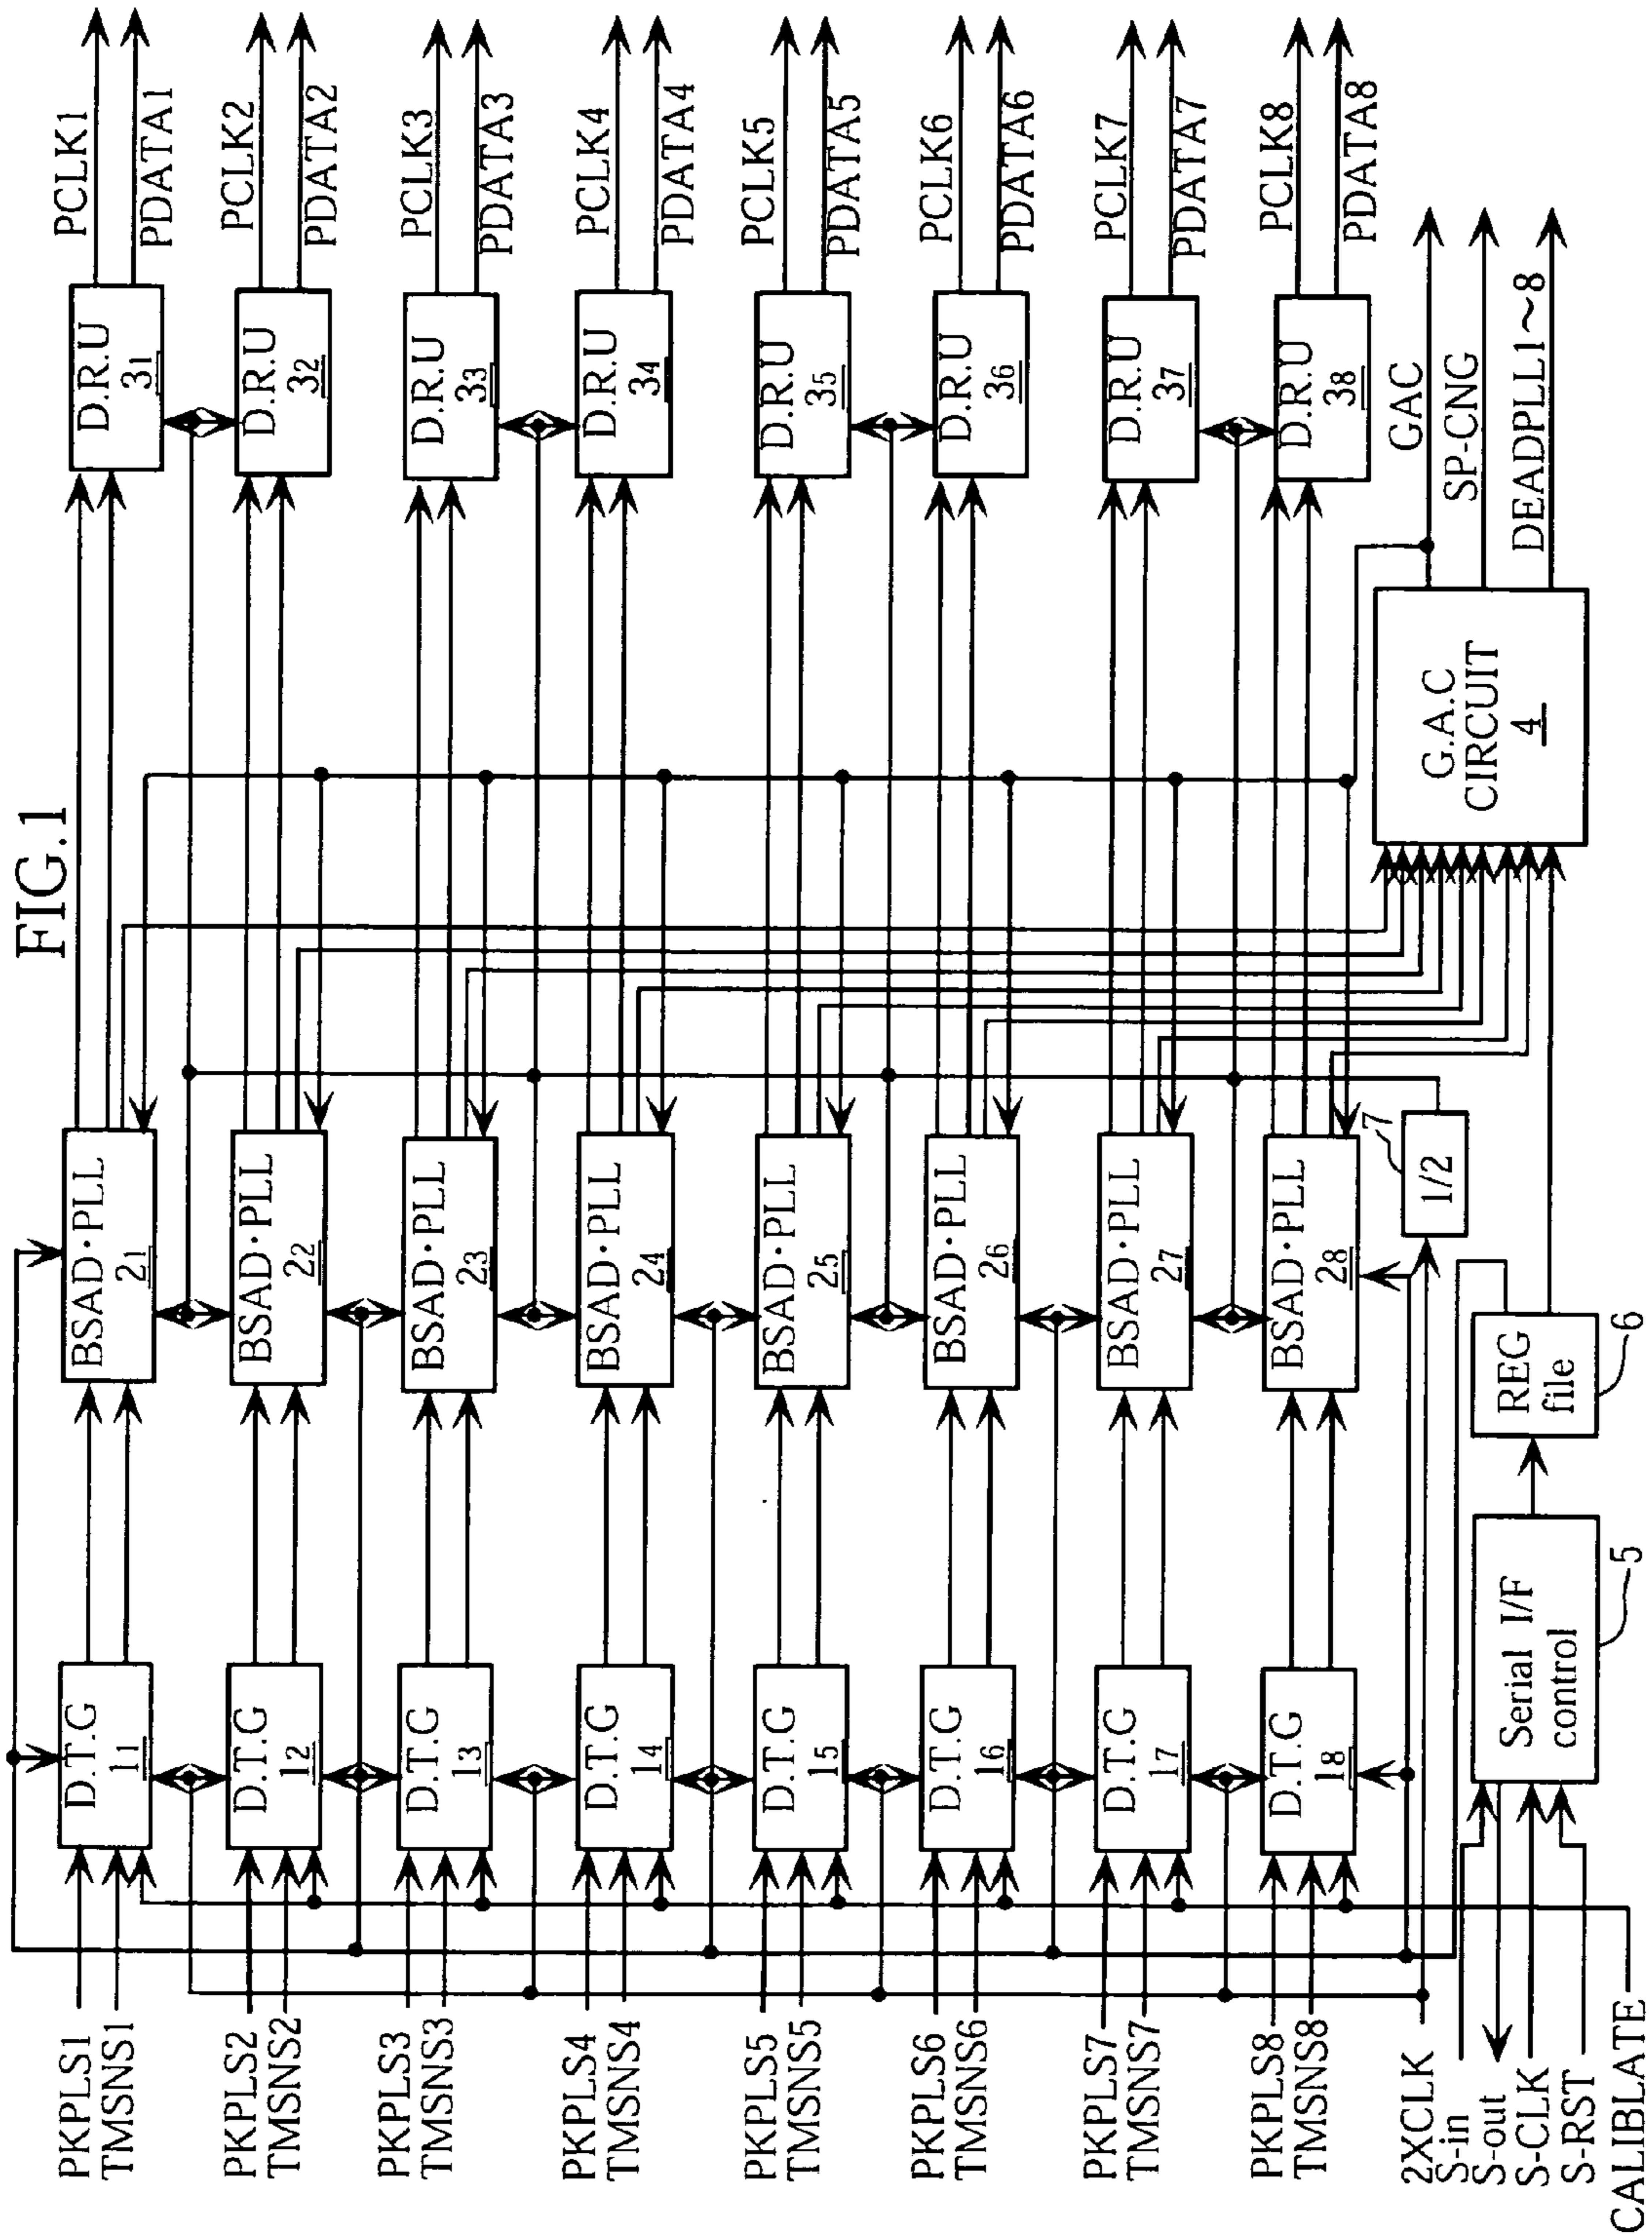 FIG.1
PKPLS1
TMSNS1
D.T.G
11
BSAD·PLL
21
D.R.U
31
PCLK1
PDATA1
PKPLS2
TMSNS2
D.T.G
12
BSAD·PLL
22
D.R.U
32
PCLK2
PDATA2
PKPLS3
TMSNS3
D.T.G
13
BSAD·PLL
23
D.R.U
33
PCLK3
PDATA3
PKPLS4
TMSNS4
D.T.G
14
BSAD·PLL
24
D.R.U
34
PCLK4
PDATA4
PKPLS5
TMSNS5
D.T.G
15
BSAD·PLL
25
D.R.U
35
PCLK5
PDATA5
PKPLS6
TMSNS6
D.T.G
16
BSAD·PLL
26
D.R.U
36
PCLK6
PDATA6
PKPLS7
TMSNS7
D.T.G
17
BSAD·PLL
27
D.R.U
37
PCLK7
PDATA7
PKPLS8
TMSNS8
D.T.G
18
BSAD·PLL
28
D.R.U
38
PCLK8
PDATA8
2XCLK
S-in
S-out
S-CLK
S-RST
CALIBLATE
Serial I/F
control
5
REG
file
6
1/2
7
G.A.C
CIRCUIT
4
GAC
SP-CNG
DEADPLL1~8